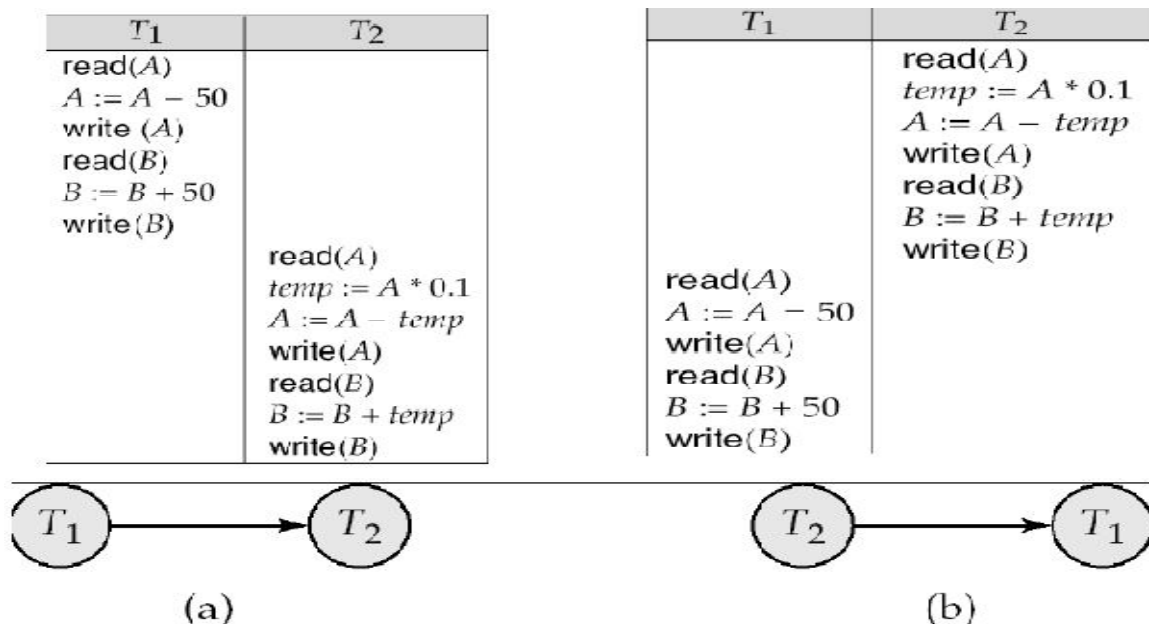 T1 T2
read(A)
A := A − 50
write (A)
read(B)
B := B + 50
write(B)
read(A)
temp := A * 0.1
A := A − temp
write(A)
read(B)
B := B + temp
write(B)
T1 T2
read(A)
temp := A * 0.1
A := A − temp
write(A)
read(B)
B := B + temp
write(B)
read(A)
A := A − 50
write(A)
read(B)
B := B + 50
write(B)
T1 T2
(a)
T2 T1
(b)